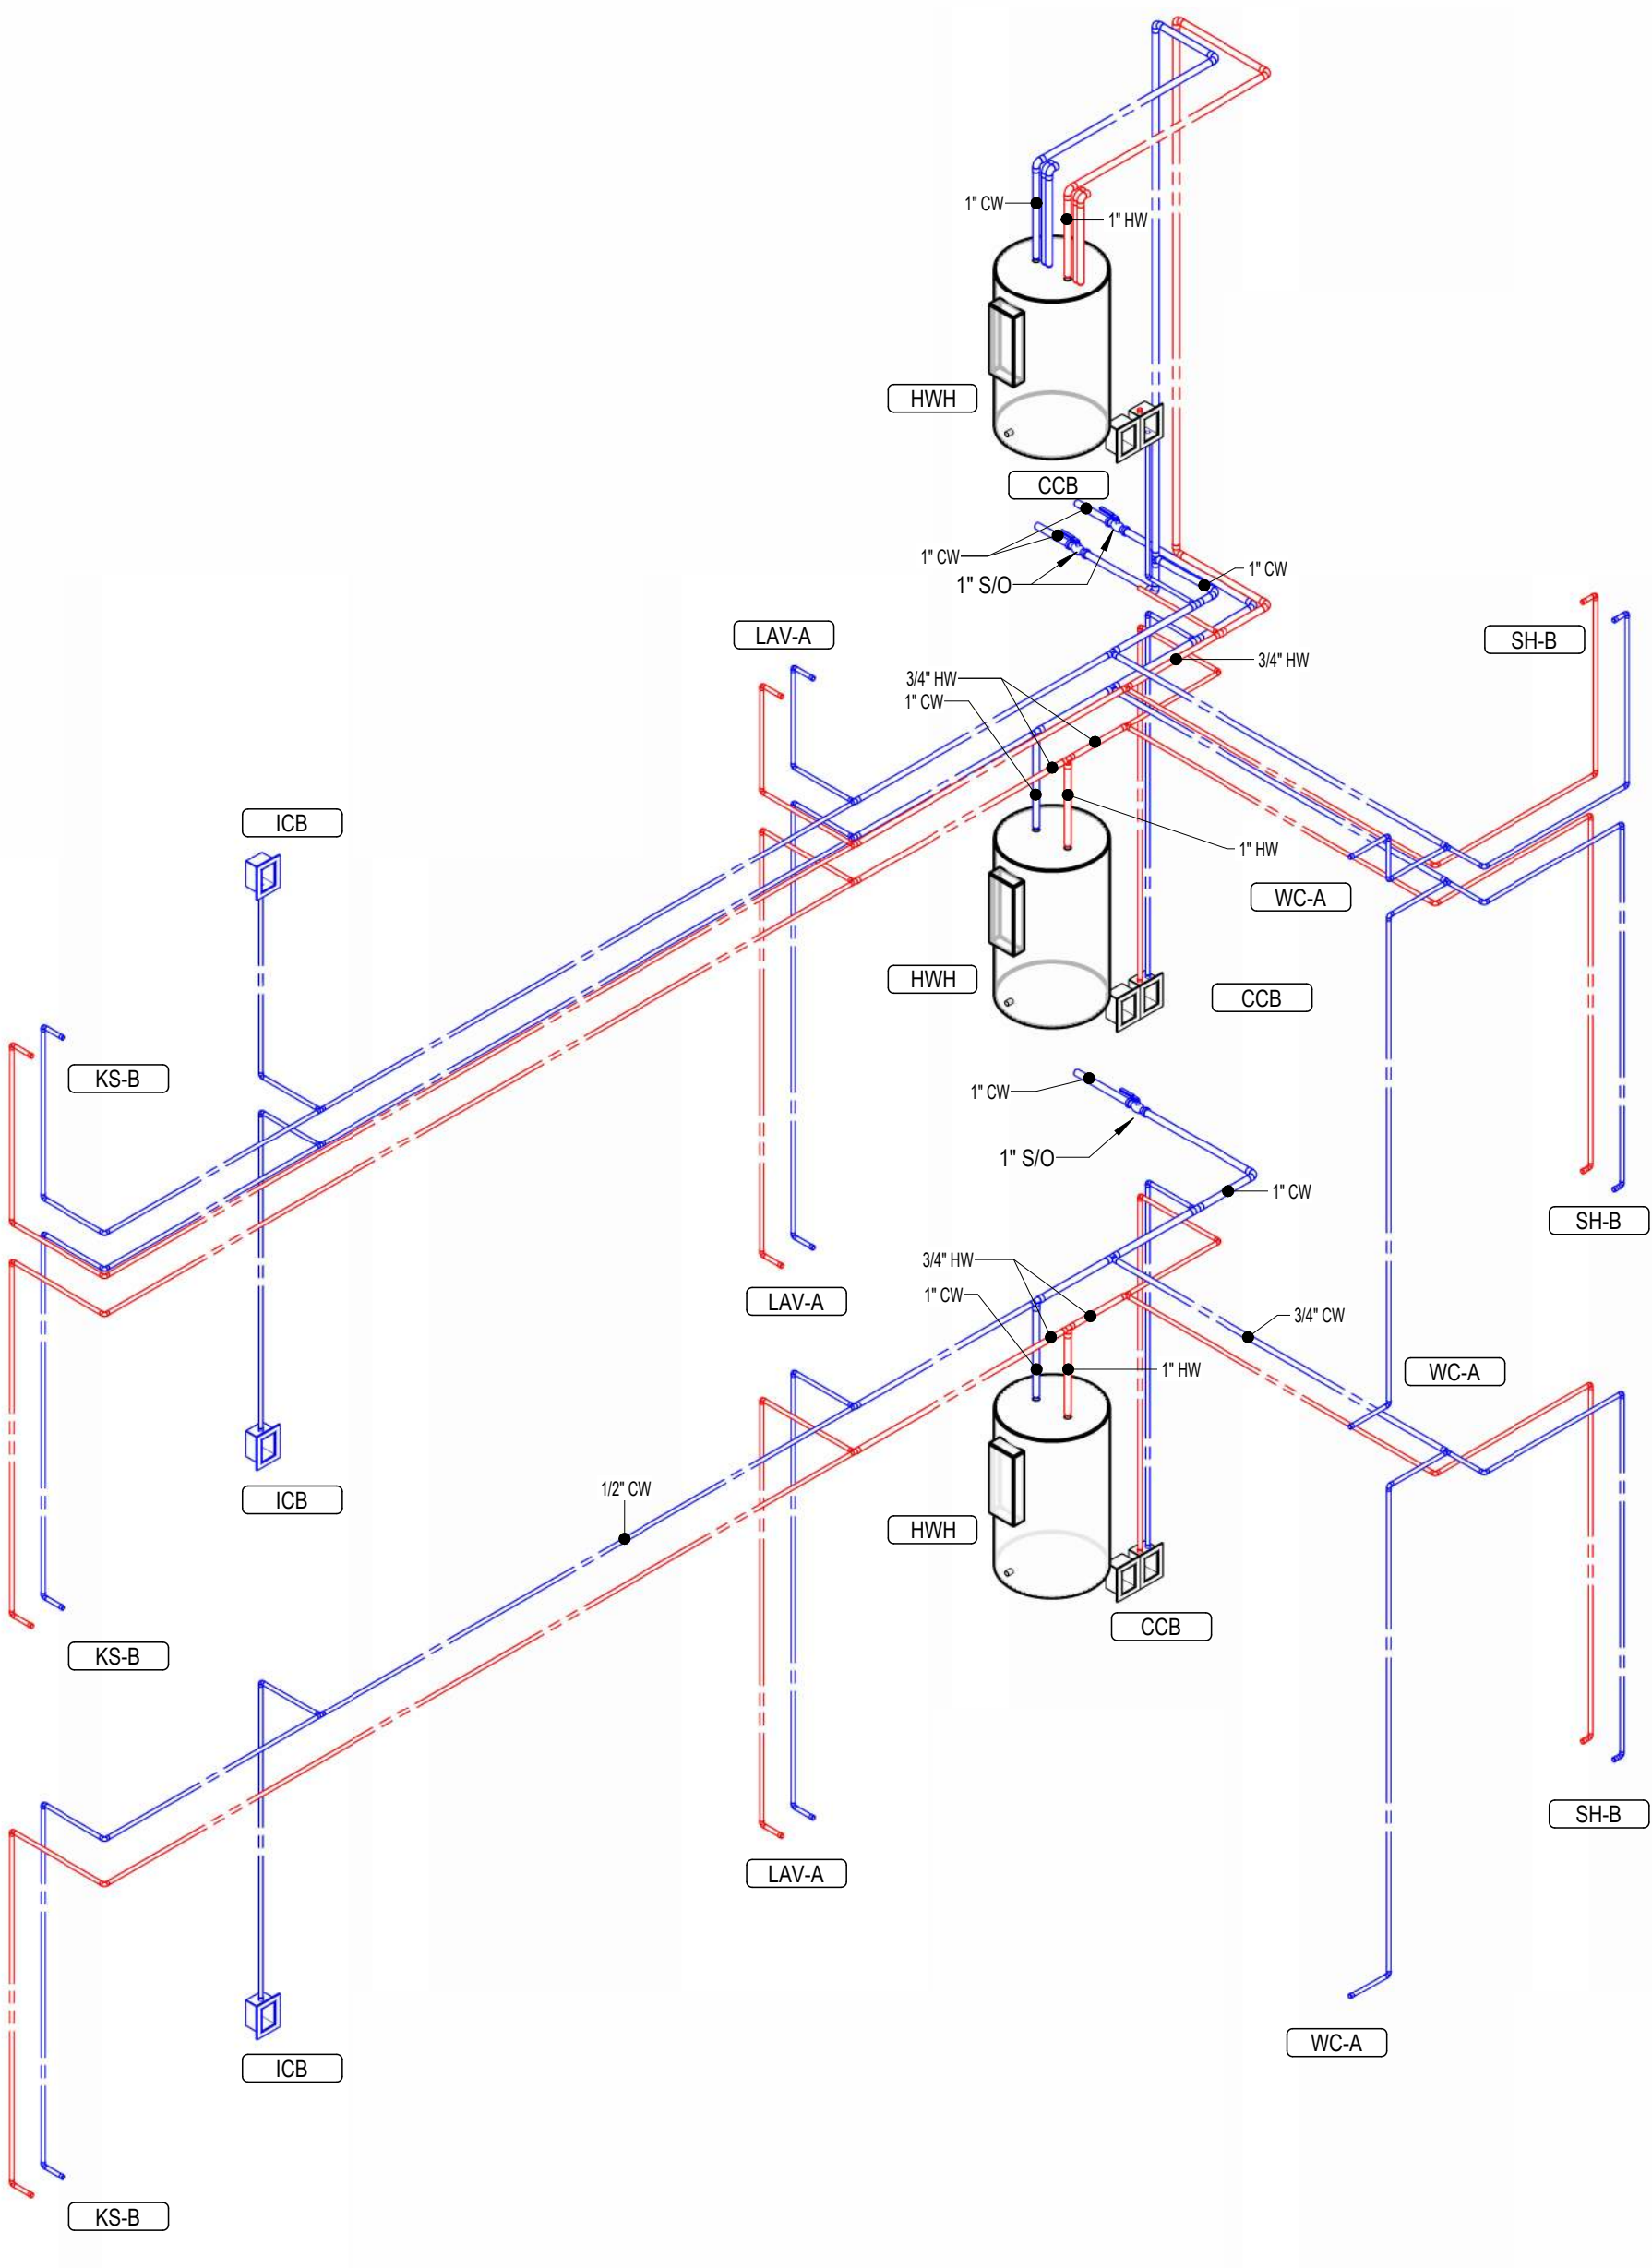 1" CW
1" HW
HWH
CCB
1" CW
1" S/O
1" CW
LAV-A
SH-B
3/4" HW
3/4" HW
1" CW
ICB
1" HW
WC-A
HWH
CCB
KS-B
1" CW
1" S/O
1" CW
SH-B
3/4" HW
1" CW
LAV-A
3/4" CW
1" HW
WC-A
1/2" CW
ICB
HWH
CCB
KS-B
SH-B
LAV-A
WC-A
ICB
KS-B